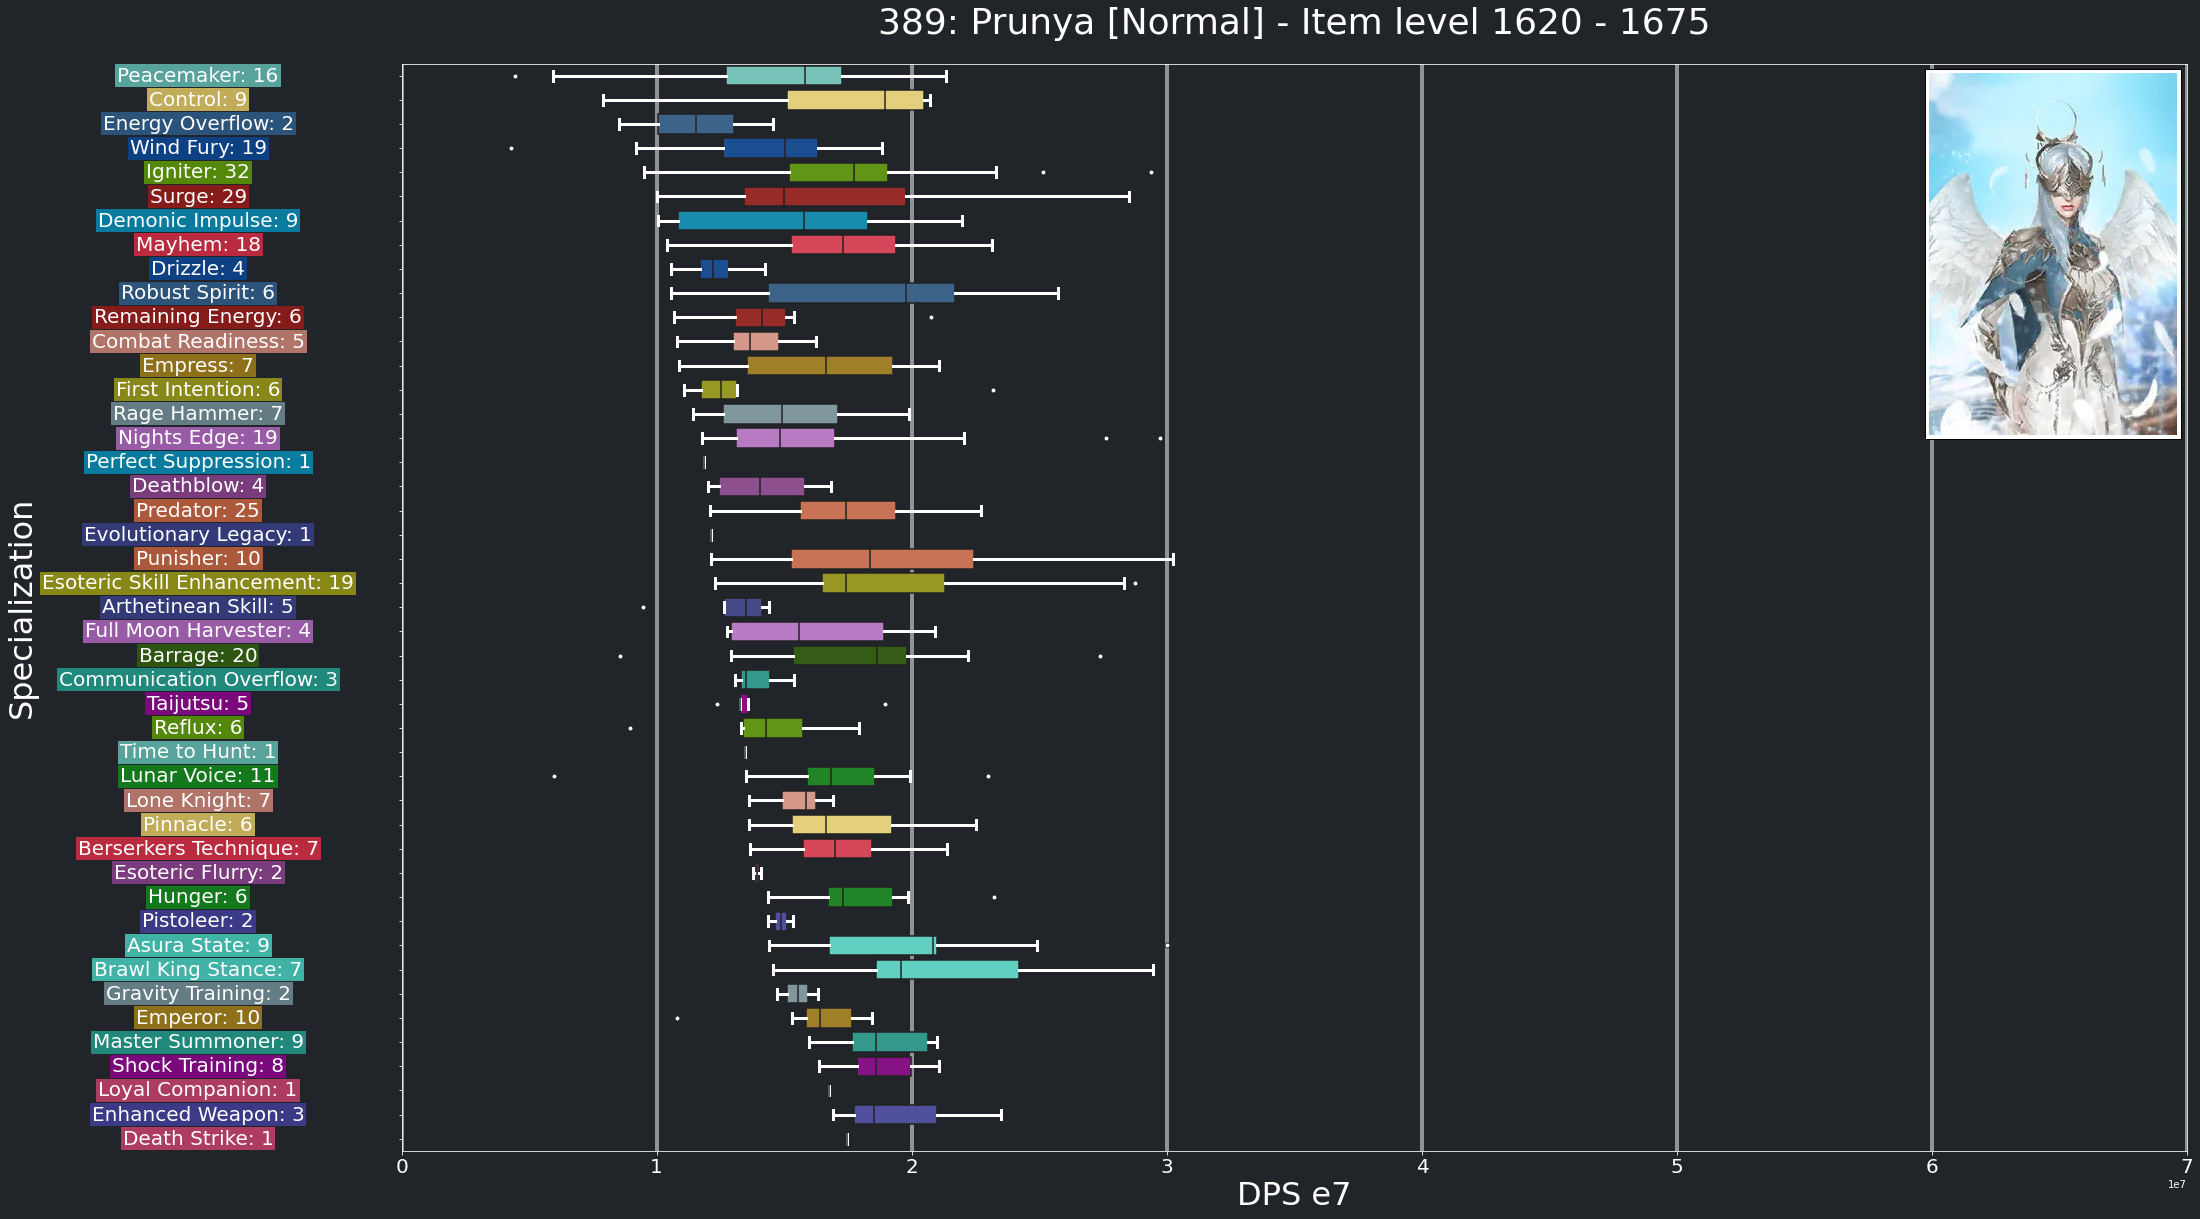 389: Prunya [Normal] - Item level 1620 - 1675
Specialization
Peacemaker: 16
Control: 9
Energy Overflow: 2
Wind Fury: 19
Igniter: 32
Surge: 29
Demonic Impulse: 9
Mayhem: 18
Drizzle: 4
Robust Spirit: 6
Remaining Energy: 6
Combat Readiness: 5
Empress: 7
First Intention: 6
Rage Hammer: 7
Nights Edge: 19
Perfect Suppression: 1
Deathblow: 4
Predator: 25
Evolutionary Legacy: 1
Punisher: 10
Esoteric Skill Enhancement: 19
Arthetinean Skill: 5
Full Moon Harvester: 4
Barrage: 20
Communication Overflow: 3
Taijutsu: 5
Reflux: 6
Time to Hunt: 1
Lunar Voice: 11
Lone Knight: 7
Pinnacle: 6
Berserkers Technique: 7
Esoteric Flurry: 2
Hunger: 6
Pistoleer: 2
Asura State: 9
Brawl King Stance: 7
Gravity Training: 2
Emperor: 10
Master Summoner: 9
Shock Training: 8
Loyal Companion: 1
Enhanced Weapon: 3
Death Strike: 1
0 1 2 3 4 5 6 7
1e7
DPS e7